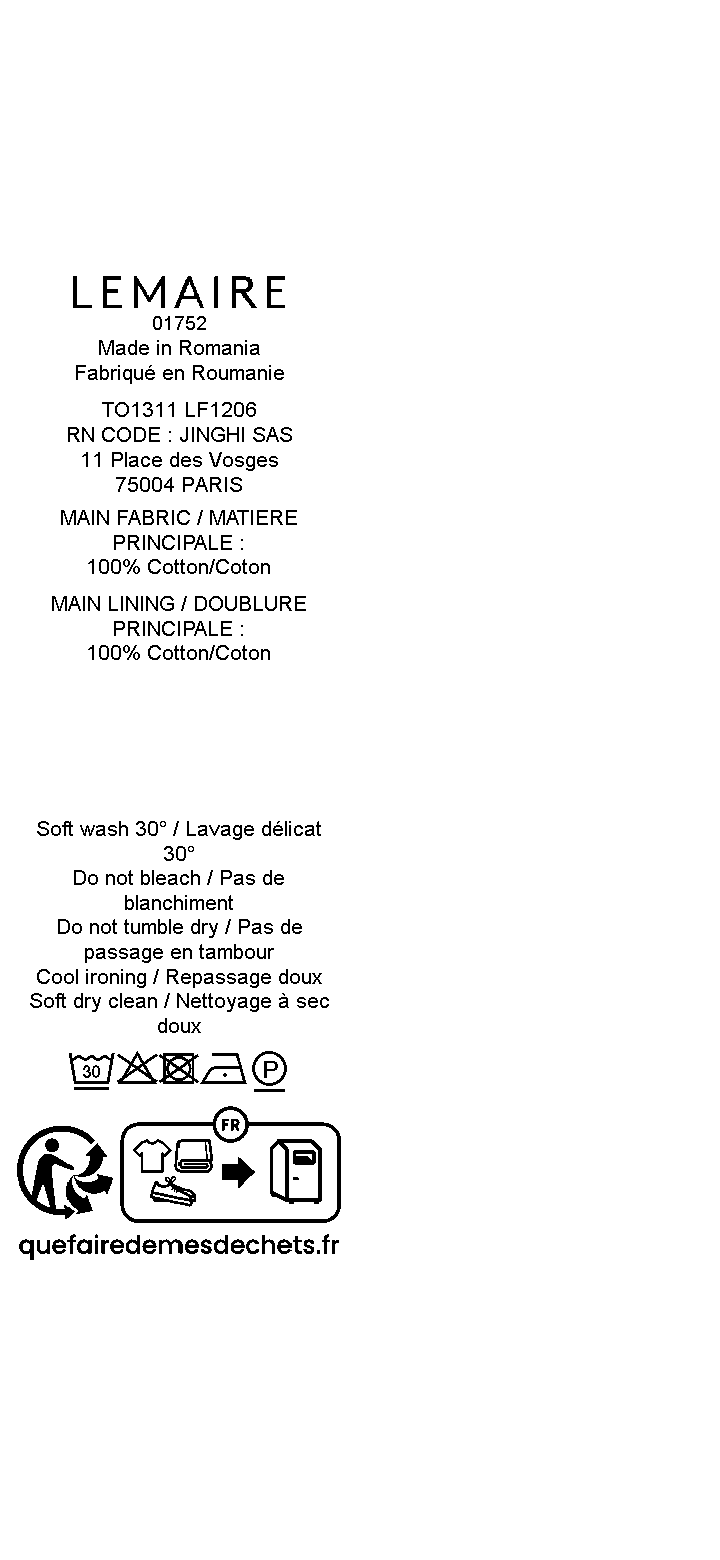 LEMAIRE
01752
Made in Romania
Fabriqué en Roumanie
TO1311 LF1206
RN CODE : JINGHI SAS
11 Place des Vosges
75004 PARIS
MAIN FABRIC / MATIERE
PRINCIPALE :
100% Cotton/Coton
MAIN LINING / DOUBLURE
PRINCIPALE :
100% Cotton/Coton
Soft wash 30° / Lavage délicat
30°
Do not bleach / Pas de
blanchiment
Do not tumble dry / Pas de
passage en tambour
Cool ironing / Repassage doux
Soft dry clean / Nettoyage à sec
doux
30 P
FR
quefairedemesdechets.fr